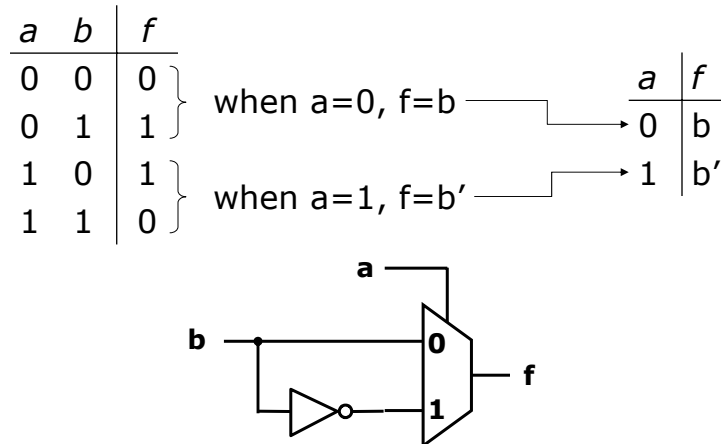 a b f
0 0 0
0 1 1
1 0 1
1 1 0
when a=0, f=b
when a=1, f=b’
a f
0 b
1 b’
a
b
0
1
f